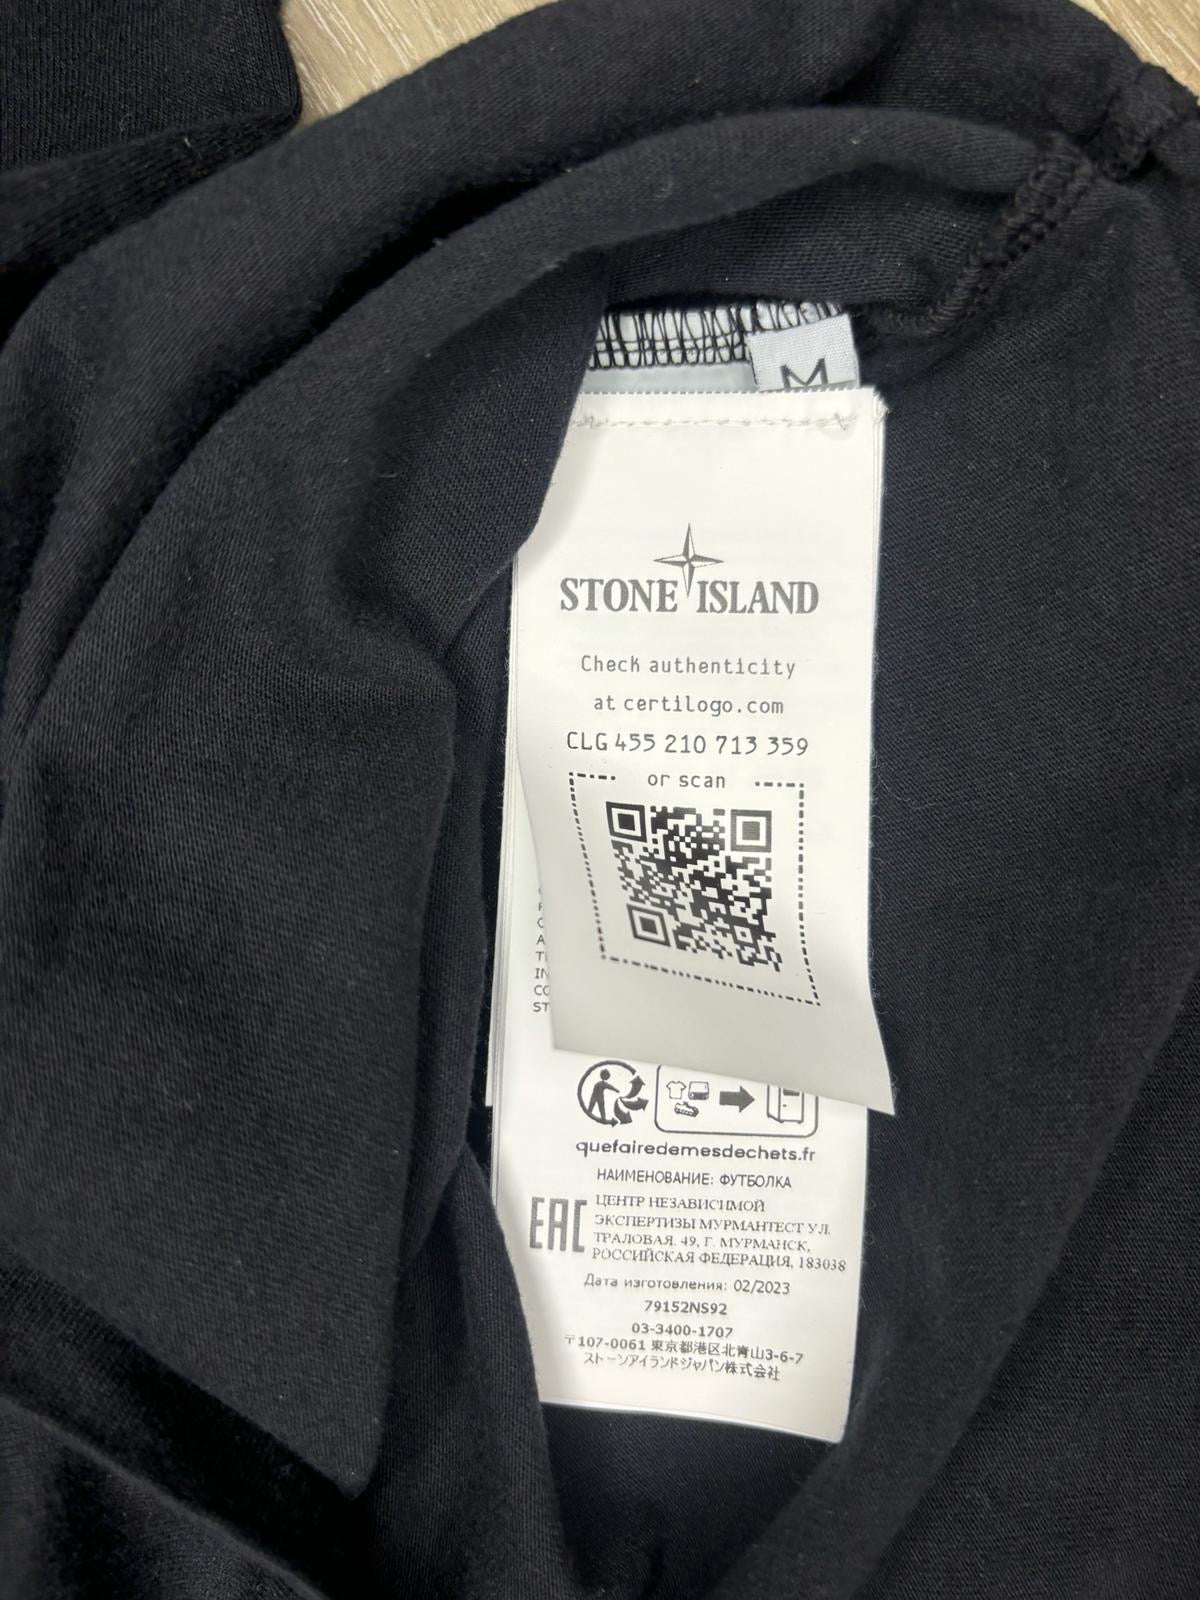 M
STONE ISLAND
Check authenticity
at certilogo.com
CLG 455 210 713 359
or scan
A
IN
CO
ST
quefairedemesdechets.fr
НАИМЕНОВАНИЕ: ФУТБОЛКА
EAC
ЦЕНТР НЕЗАВИСИМОЙ
ЭКСПЕРТИЗЫ МУРМАНТЕСТ УЛ.
ТРАЛОВАЯ. 49, Г. МУРМАНСК,
РОССИЙСКАЯ ФЕДЕРАЦИЯ, 183038
Дата изготовления: 02/2023
79152NS92
03-3400-1707
〒107-0061 東京都港区北青山3-6-7
ストーンアイランドジャパン株式会社